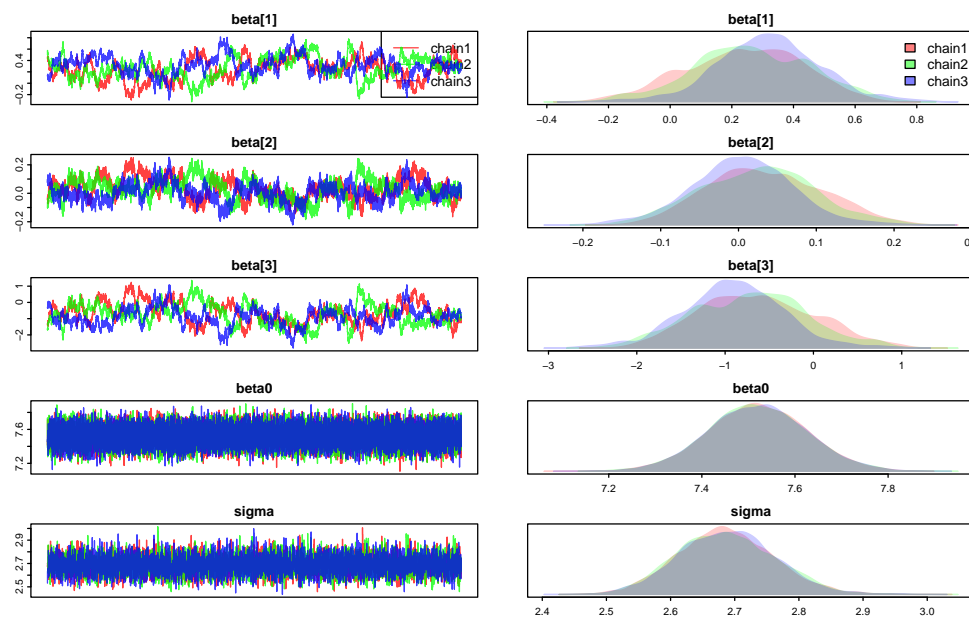 beta[1]
0.4
−0.2
chain1
chain2
chain3
beta[1]
chain1
chain2
chain3
−0.4 −0.2 0.0 0.2 0.4 0.6 0.8
beta[2]
0.2
0.0
−0.2
beta[2]
−0.2 −0.1 0.0 0.1 0.2
beta[3]
1
0
−2
beta[3]
−3 −2 −1 0 1
beta0
7.6
7.2
beta0
7.2 7.4 7.6 7.8
sigma
2.9
2.7
2.5
sigma
2.4 2.5 2.6 2.7 2.8 2.9 3.0